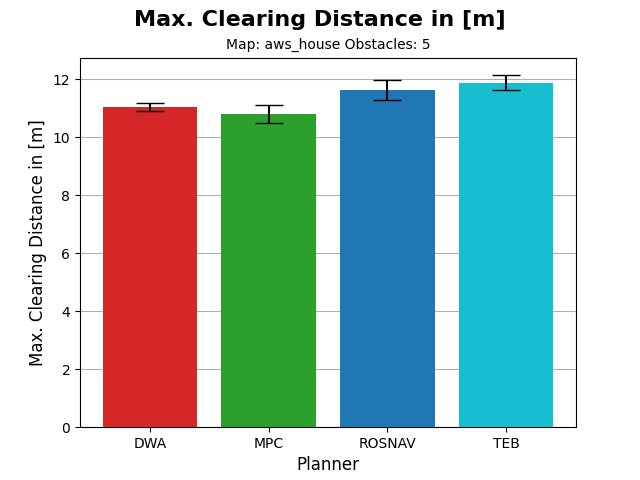 Max. Clearing Distance in [m]
Map: aws_house Obstacles: 5
Max. Clearing Distance in [m]
12
10
8
6
4
2
0
DWA MPC ROSNAV TEB
Planner